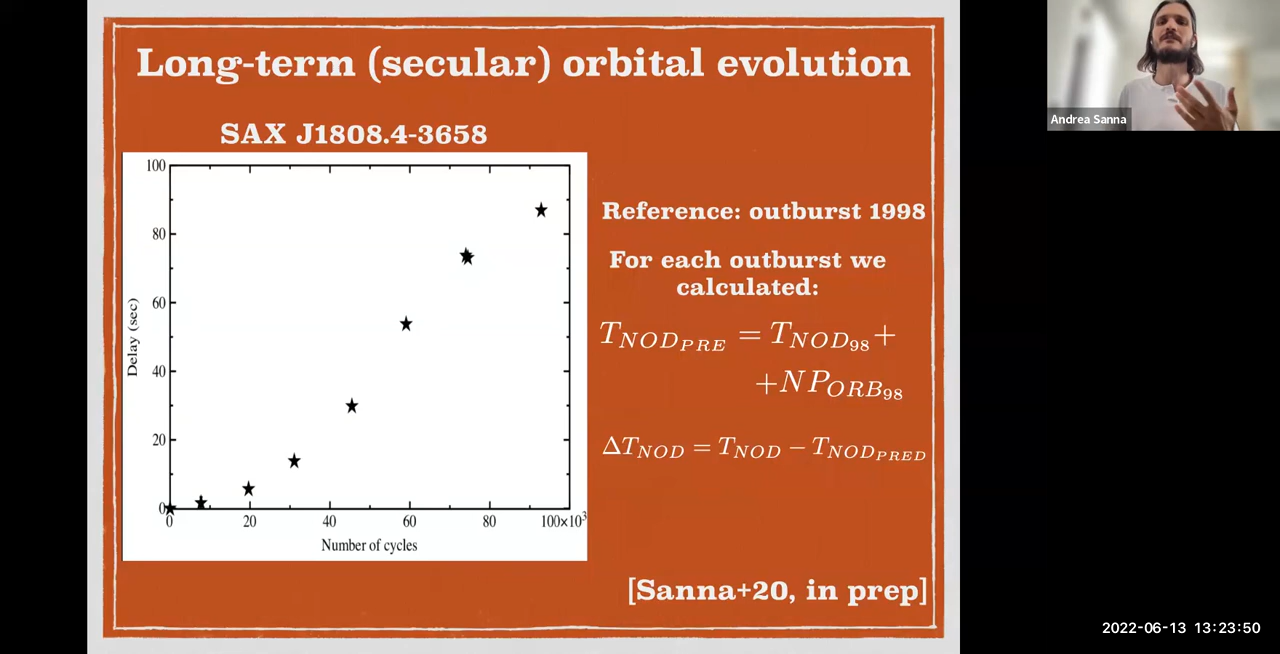 Long-term (secular) orbital evolution
SAX J1808.4-3658
100
80
60
40
20
0
Delay (sec)
0 20 40 60 80 100×10³
Number of cycles
Reference: outburst 1998
For each outburst we
calculated:
T_NOD_PRE = T_NOD_98 +
+NP_ORB_98
ΔT_NOD = T_NOD − T_NOD_PRED
[Sanna+20, in prep]
Andrea Sanna
2022-06-13 13:23:50